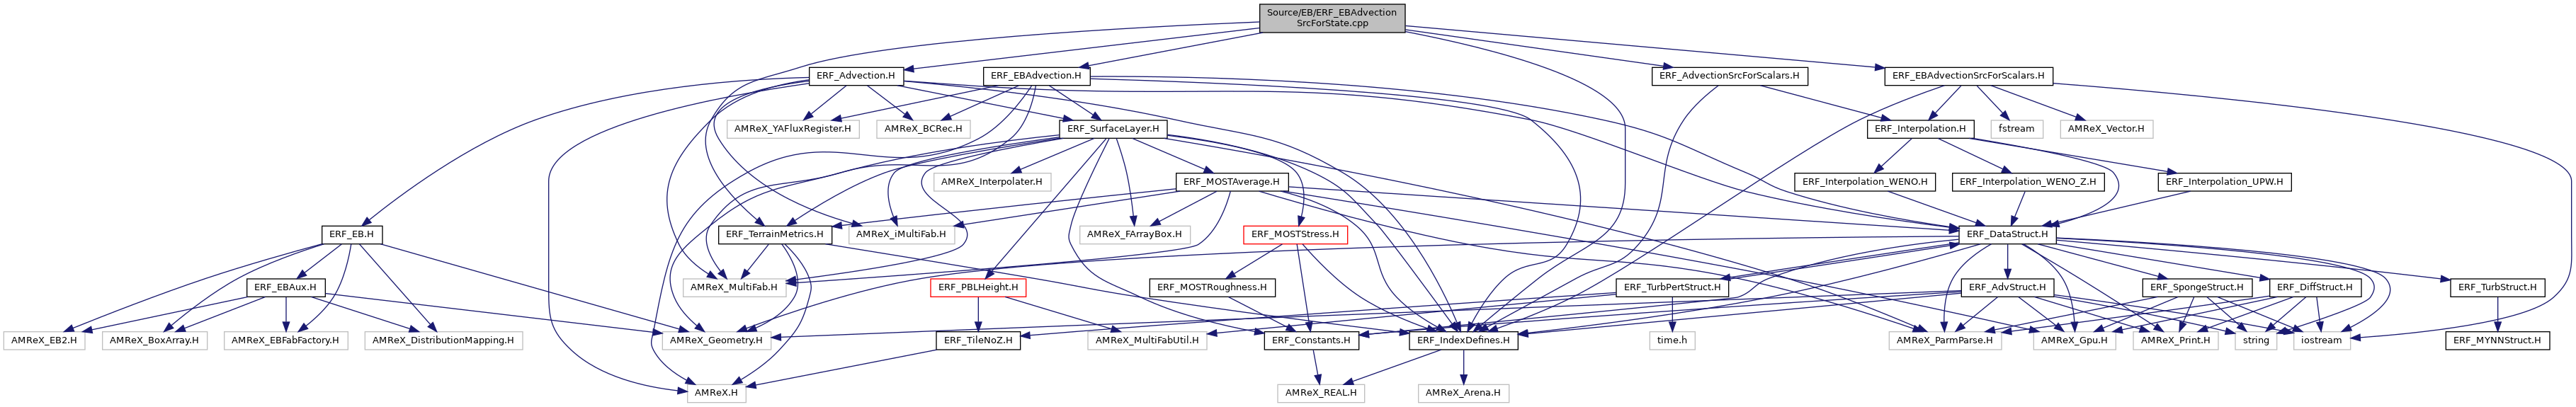 Source/EB/ERF_EBAdvection
SrcForState.cpp
ERF_Advection.H
ERF_EBAdvection.H
ERF_AdvectionSrcForScalars.H
ERF_EBAdvectionSrcForScalars.H
AMReX_YAFluxRegister.H
AMReX_BCRec.H
ERF_SurfaceLayer.H
ERF_Interpolation.H
fstream
AMReX_Vector.H
AMReX_Interpolater.H
ERF_MOSTAverage.H
ERF_Interpolation_WENO.H
ERF_Interpolation_WENO_Z.H
ERF_Interpolation_UPW.H
ERF_EB.H
ERF_TerrainMetrics.H
AMReX_iMultiFab.H
AMReX_FArrayBox.H
ERF_MOSTStress.H
ERF_DataStruct.H
ERF_EBAux.H
AMReX_MultiFab.H
ERF_PBLHeight.H
ERF_MOSTRoughness.H
ERF_TurbPertStruct.H
ERF_AdvStruct.H
ERF_SpongeStruct.H
ERF_DiffStruct.H
ERF_TurbStruct.H
AMReX_EB2.H
AMReX_BoxArray.H
AMReX_EBFabFactory.H
AMReX_DistributionMapping.H
AMReX_Geometry.H
ERF_TileNoZ.H
AMReX_MultiFabUtil.H
ERF_Constants.H
ERF_IndexDefines.H
time.h
AMReX_ParmParse.H
AMReX_Gpu.H
AMReX_Print.H
string
iostream
ERF_MYNNStruct.H
AMReX.H
AMReX_REAL.H
AMReX_Arena.H